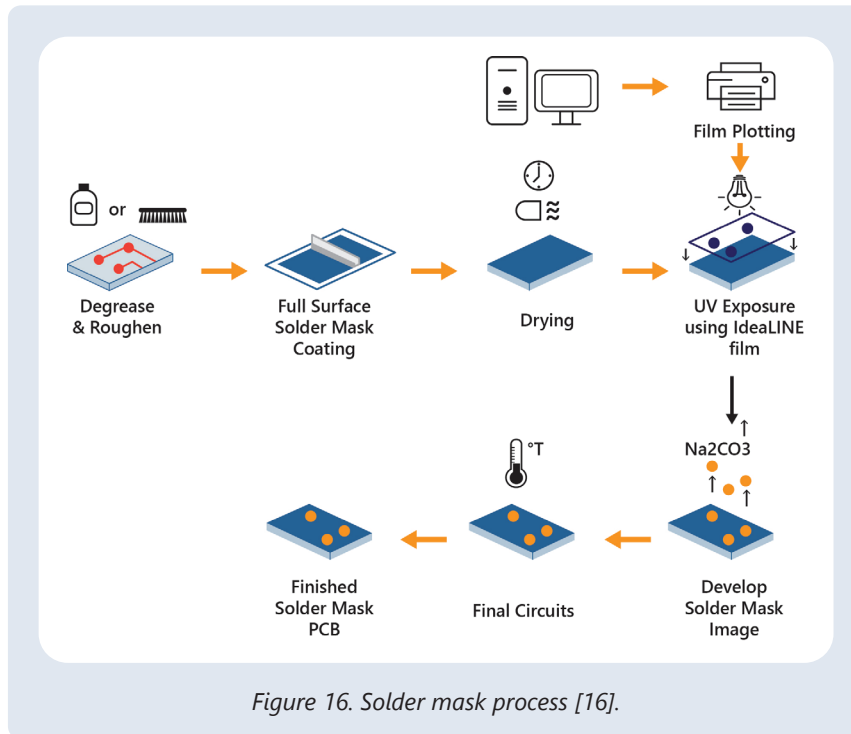 Film Plotting
or
Degrease
& Roughen
Full Surface
Solder Mask
Coating
Drying
UV Exposure
using IdeaLINE
film
Na2CO3
°T
Finished
Solder Mask
PCB
Final Circuits
Develop
Solder Mask
Image
Figure 16. Solder mask process [16].